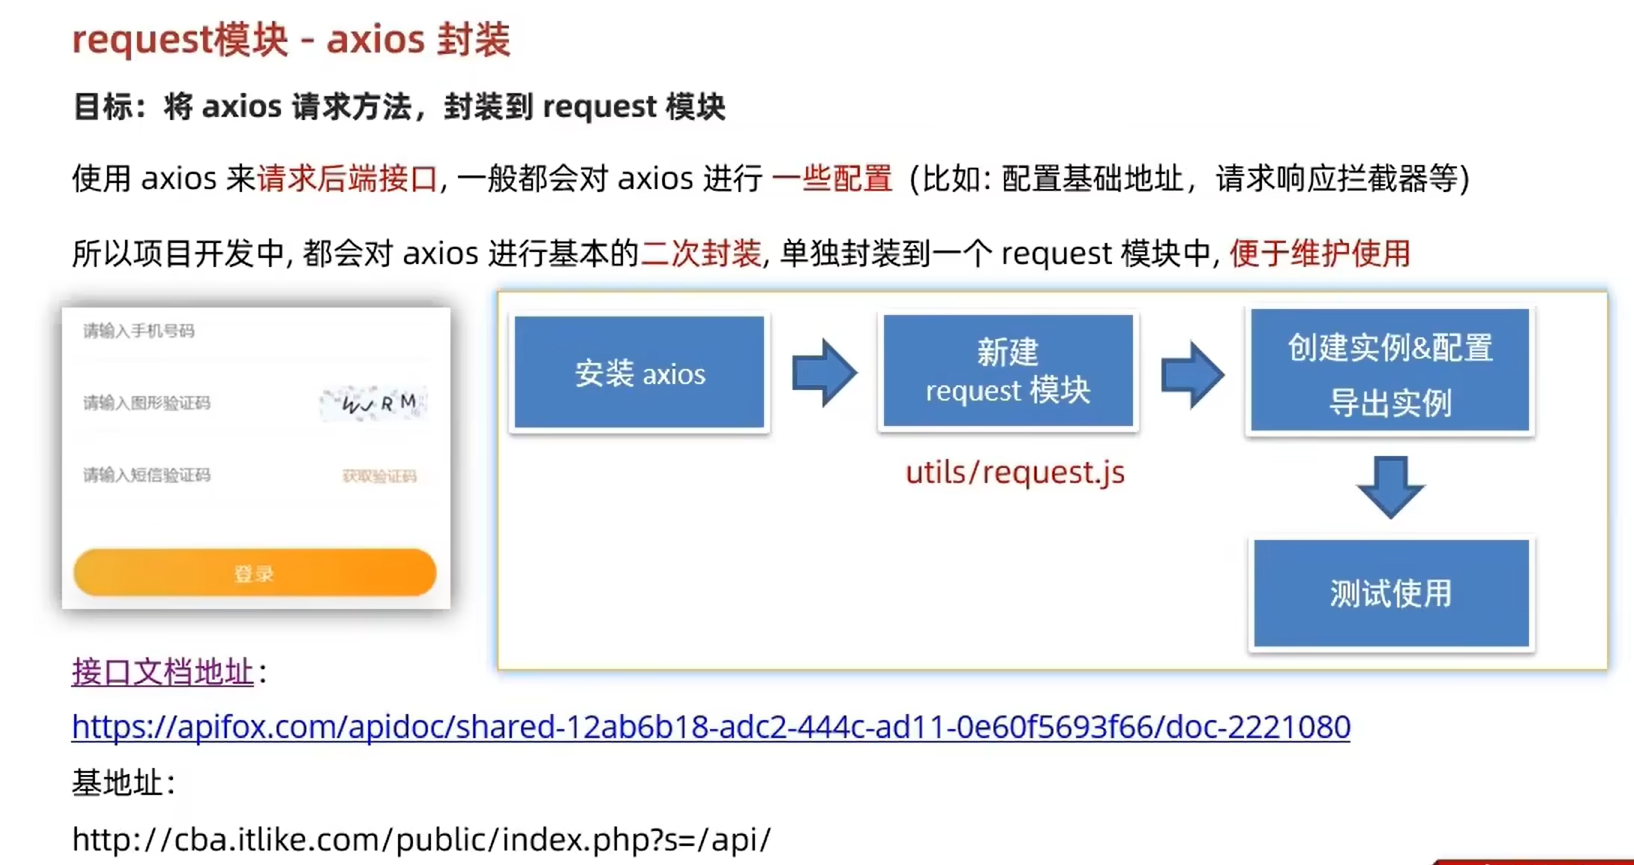 request模块 - axios 封装
目标：将 axios 请求方法，封装到 request 模块
使用 axios 来请求后端接口, 一般都会对 axios 进行 一些配置（比如: 配置基础地址，请求响应拦截器等）
所以项目开发中, 都会对 axios 进行基本的二次封装, 单独封装到一个 request 模块中, 便于维护使用
请输入手机号码
请输入图形验证码
W R M
请输入短信验证码 获取验证码
登录
安装 axios
新建
request 模块
utils/request.js
创建实例&配置
导出实例
测试使用
接口文档地址：
https://apifox.com/apidoc/shared-12ab6b18-adc2-444c-ad11-0e60f5693f66/doc-2221080
基地址：
http://cba.itlike.com/public/index.php?s=/api/